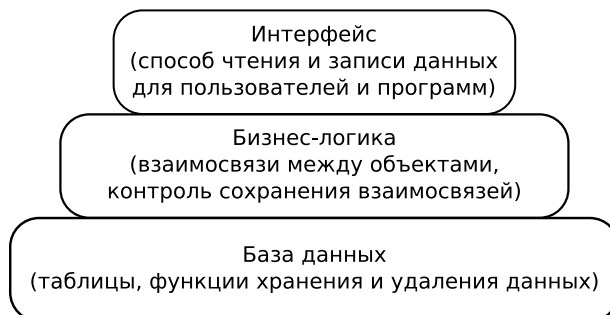 Интерфейс
(способ чтения и записи данных
для пользователей и программ)
Бизнес-логика
(взаимосвязи между объектами,
контроль сохранения взаимосвязей)
База данных
(таблицы, функции хранения и удаления данных)